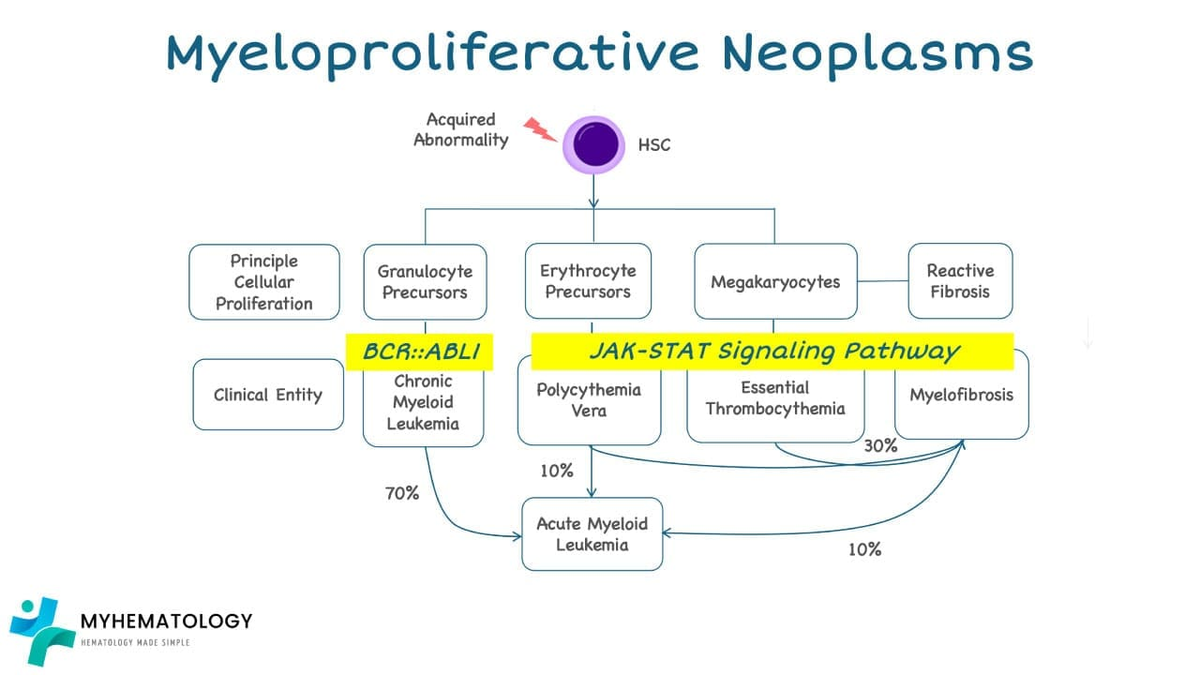 Myeloproliferative Neoplasms
Acquired
Abnormality
HSC
Principle
Cellular
Proliferation
Granulocyte
Precursors
Erythrocyte
Precursors
Megakaryocytes
Reactive
Fibrosis
BCR::ABL1
JAK-STAT Signaling Pathway
Clinical Entity
Chronic
Myeloid
Leukemia
Polycythemia
Vera
Essential
Thrombocythemia
Myelofibrosis
30%
10%
70%
Acute Myeloid
Leukemia
10%
MYHEMATOLOGY
HEMATOLOGY MADE SIMPLE